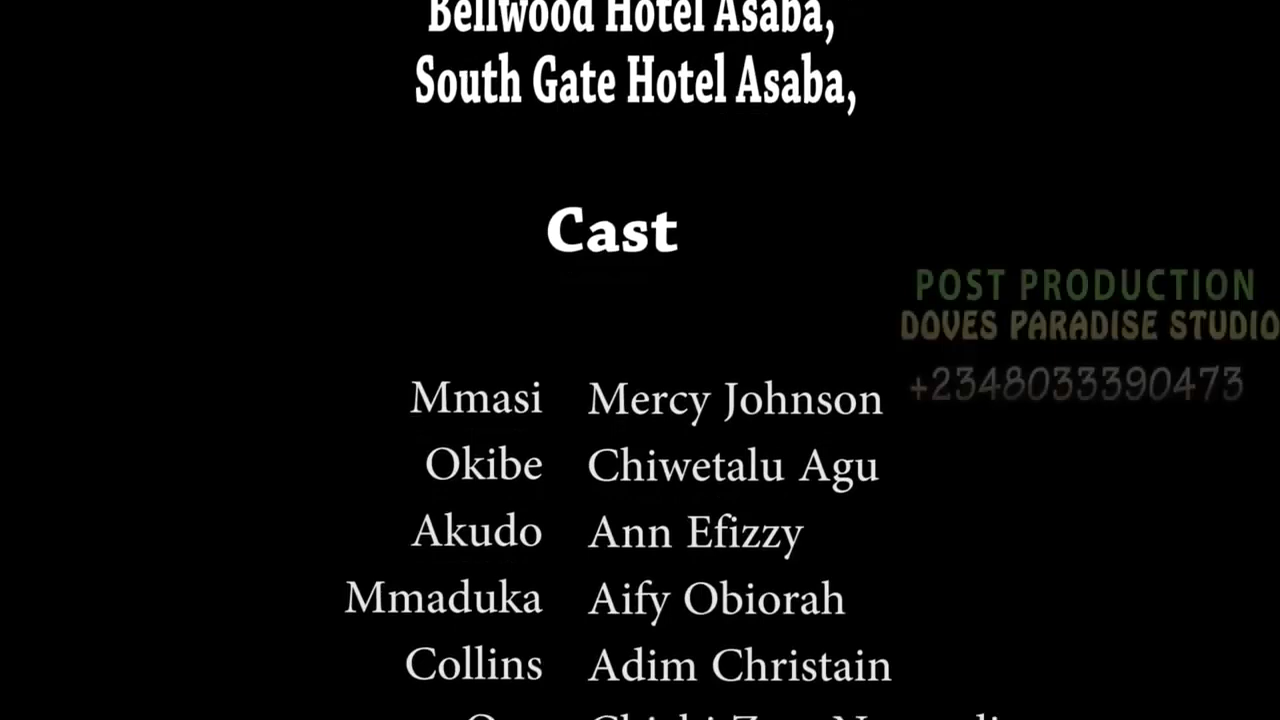 Bellwood Hotel Asaba,
South Gate Hotel Asaba,
Cast
POST PRODUCTION
DOVES PARADISE STUDIO
+2348033390473
Mmasi Mercy Johnson
Okibe Chiwetalu Agu
Akudo Ann Efizzy
Mmaduka Aify Obiorah
Collins Adim Christain